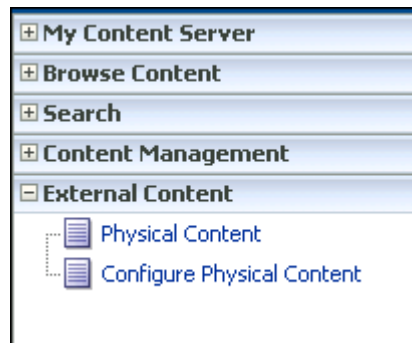 My Content Server
Browse Content
Search
Content Management
External Content
Physical Content
Configure Physical Content